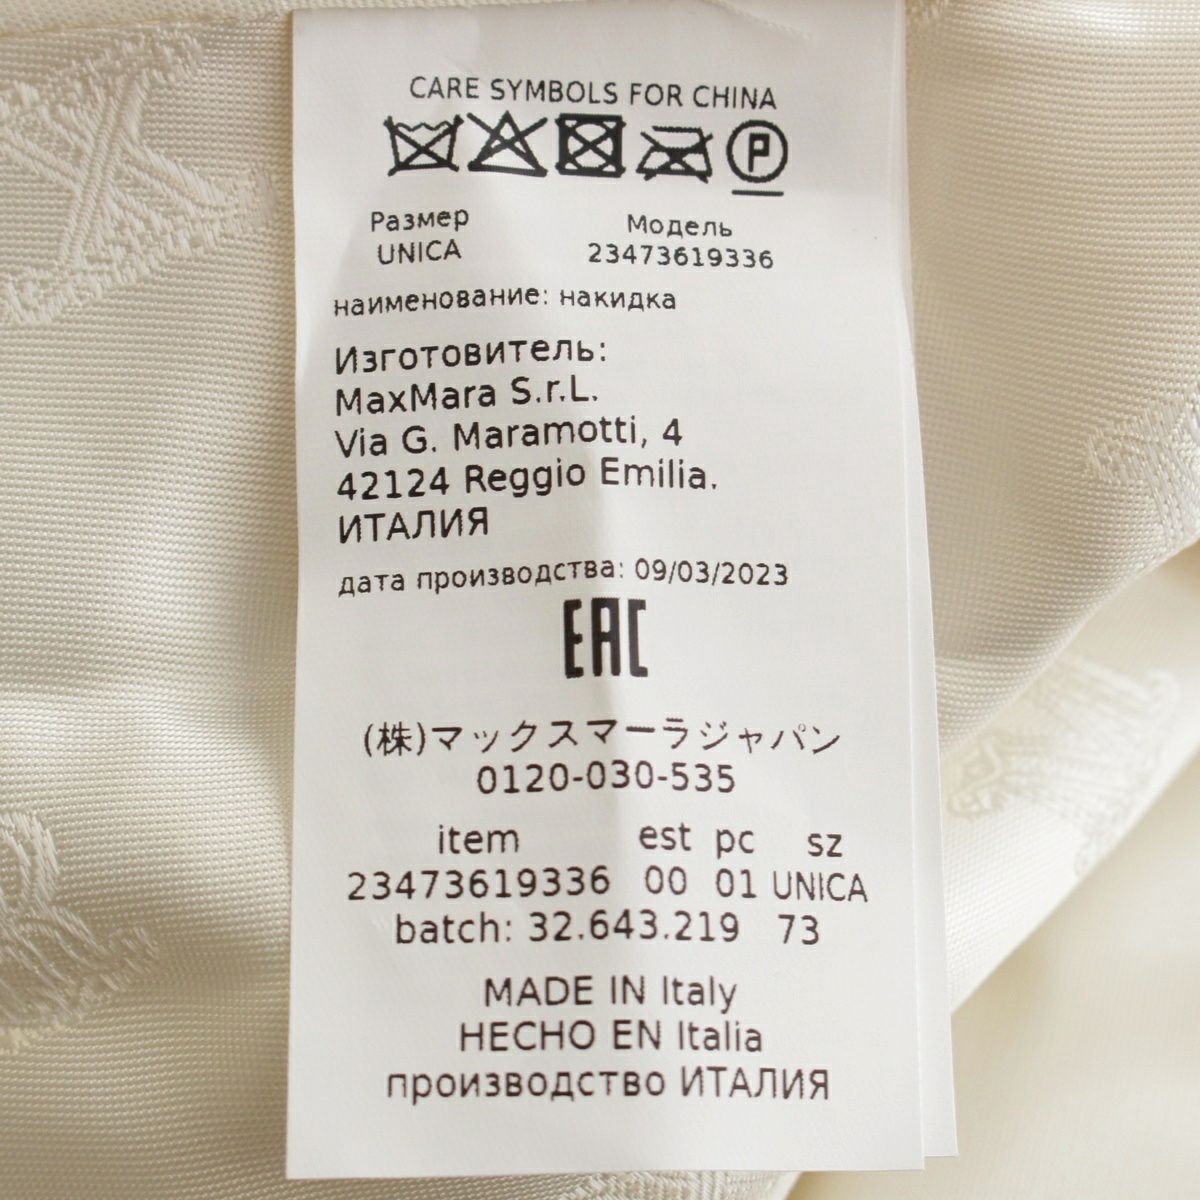 CARE SYMBOLS FOR CHINA
P
Размер Модель
UNICA 23473619336
наименование: накидка
Изготовитель:
MaxMara S.r.L.
Via G. Maramotti, 4
42124 Reggio Emilia.
ИТАЛИЯ
дата производства: 09/03/2023
EAC
(株)マックスマーラジャパン
0120-030-535
item est pc sz
23473619336 00 01 UNICA
batch: 32.643.219 73
MADE IN Italy
HECHO EN Italia
производство ИТАЛИЯ